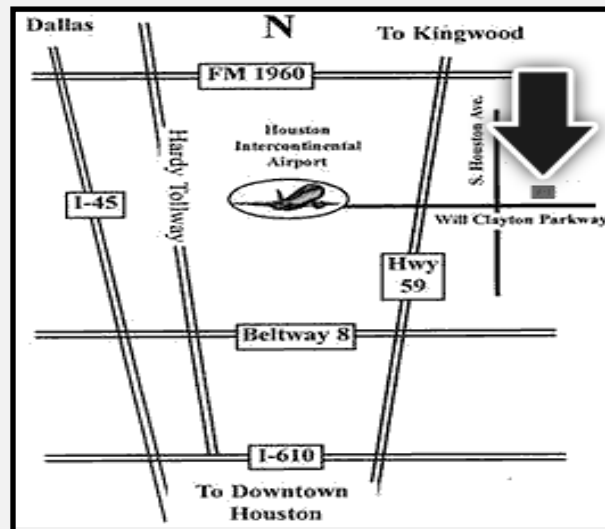 Dallas
N
To Kingwood
FM 1960
Hardy Tollway
Houston
Intercontinental
Airport
S. Houston Ave.
I-45
Will Clayton Parkway
Hwy
59
Beltway 8
I-610
To Downtown
Houston